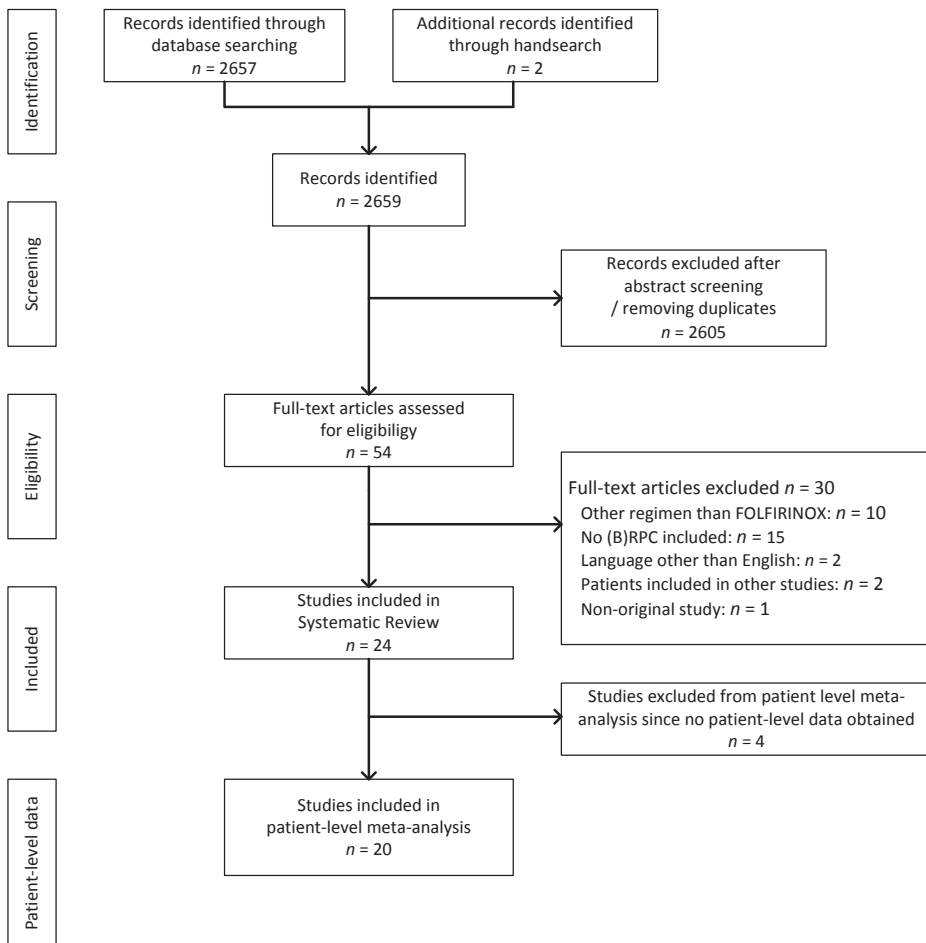 Identification
Records identified through
database searching
n = 2657
Additional records identified
through handsearch
n = 2
Records identified
n = 2659
Screening
Records excluded after
abstract screening
/ removing duplicates
n = 2605
Eligibility
Full-text articles assessed
for eligibiligy
n = 54
Full-text articles excluded n = 30
Other regimen than FOLFIRINOX: n = 10
No (B)RPC included: n = 15
Language other than English: n = 2
Patients included in other studies: n = 2
Non-original study: n = 1
Included
Studies included in
Systematic Review
n = 24
Studies excluded from patient level meta-
analysis since no patient-level data obtained
n = 4
Patient-level data
Studies included in
patient-level meta-analysis
n = 20